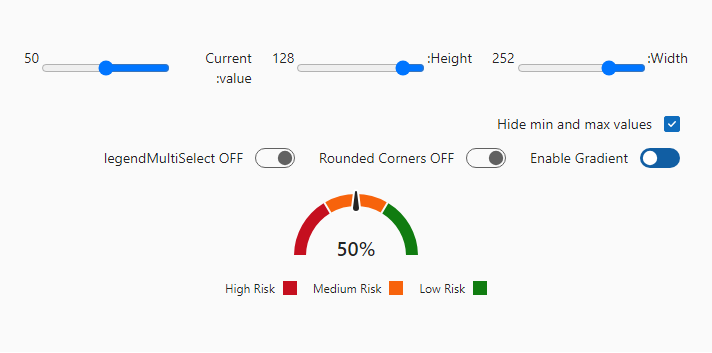 50
Current :value
128
:Height
252
:Width
Hide min and max values
legendMultiSelect OFF
Rounded Corners OFF
Enable Gradient
50%
High Risk
Medium Risk
Low Risk